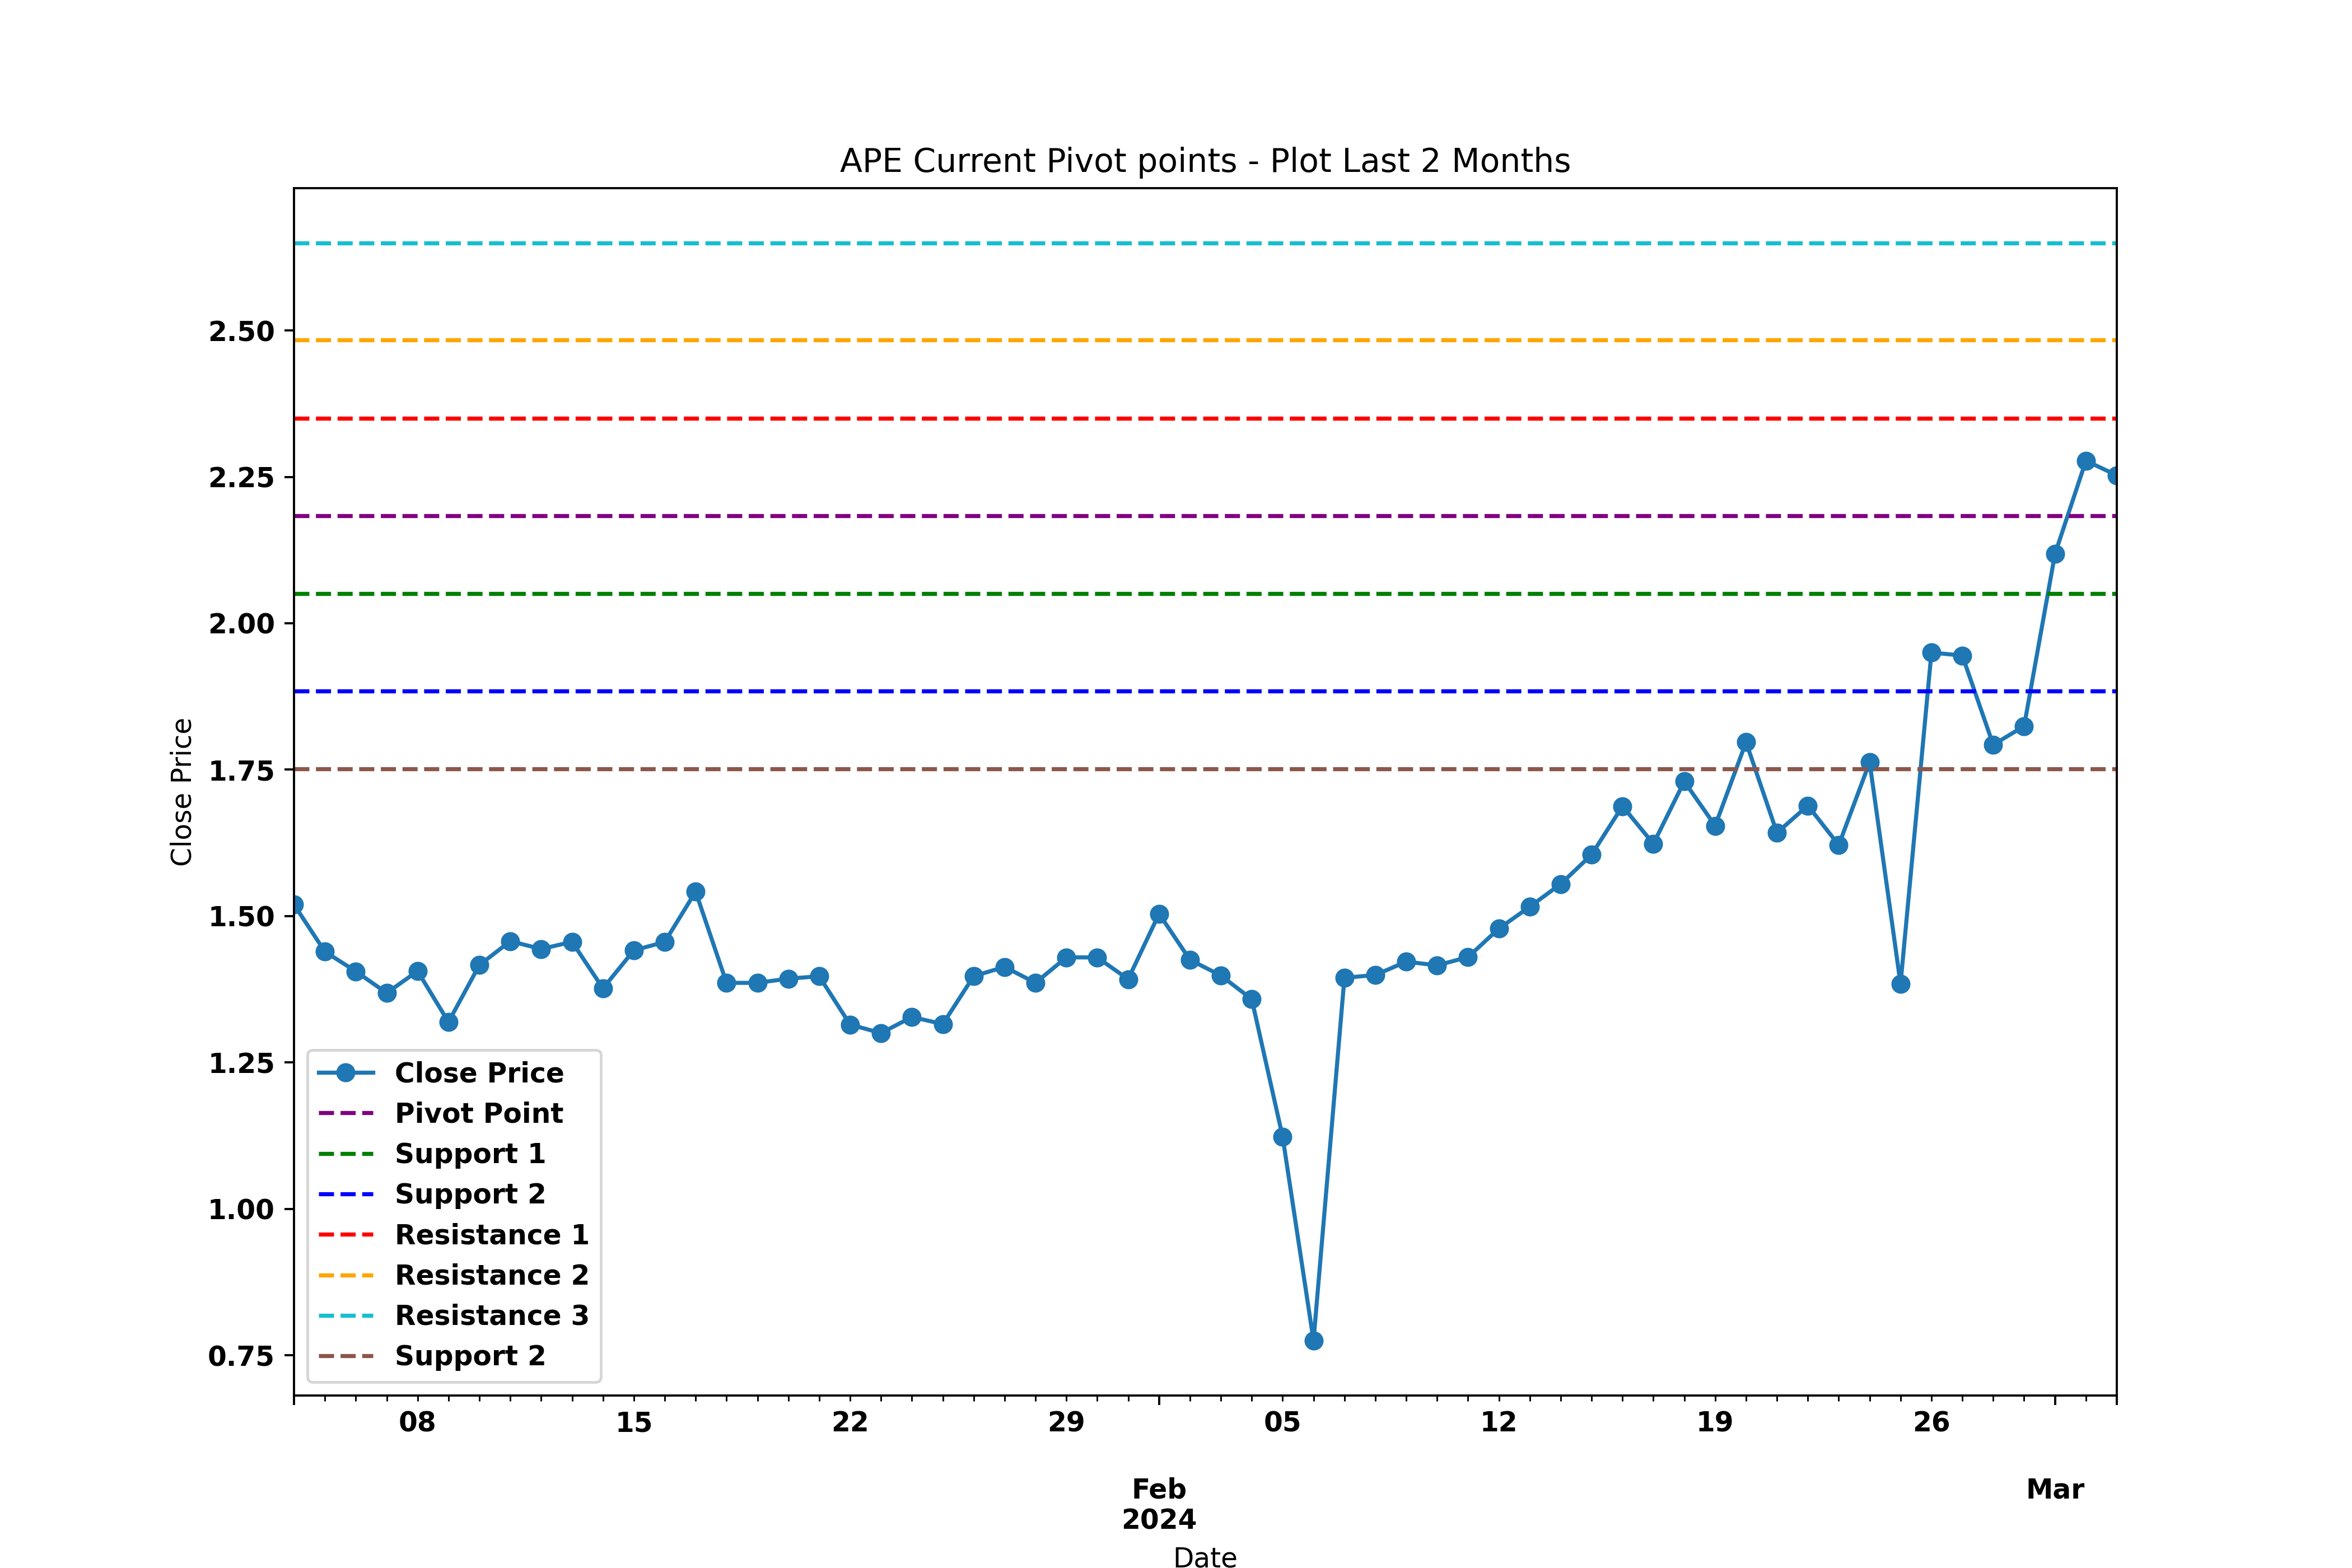 APE Current Pivot points - Plot Last 2 Months
Close Price
2.50
2.25
2.00
1.75
1.50
1.25
1.00
0.75
Close Price
Pivot Point
Support 1
Support 2
Resistance 1
Resistance 2
Resistance 3
Support 2
08 15 22 29 05 12 19 26
Feb Mar
2024
Date